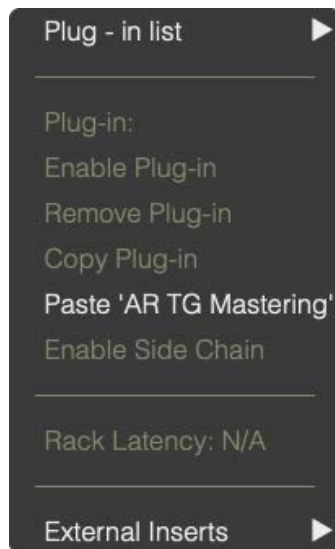 Plug - in list
Plug-in:
Enable Plug-in
Remove Plug-in
Copy Plug-in
Paste 'AR TG Mastering'
Enable Side Chain
Rack Latency: N/A
External Inserts